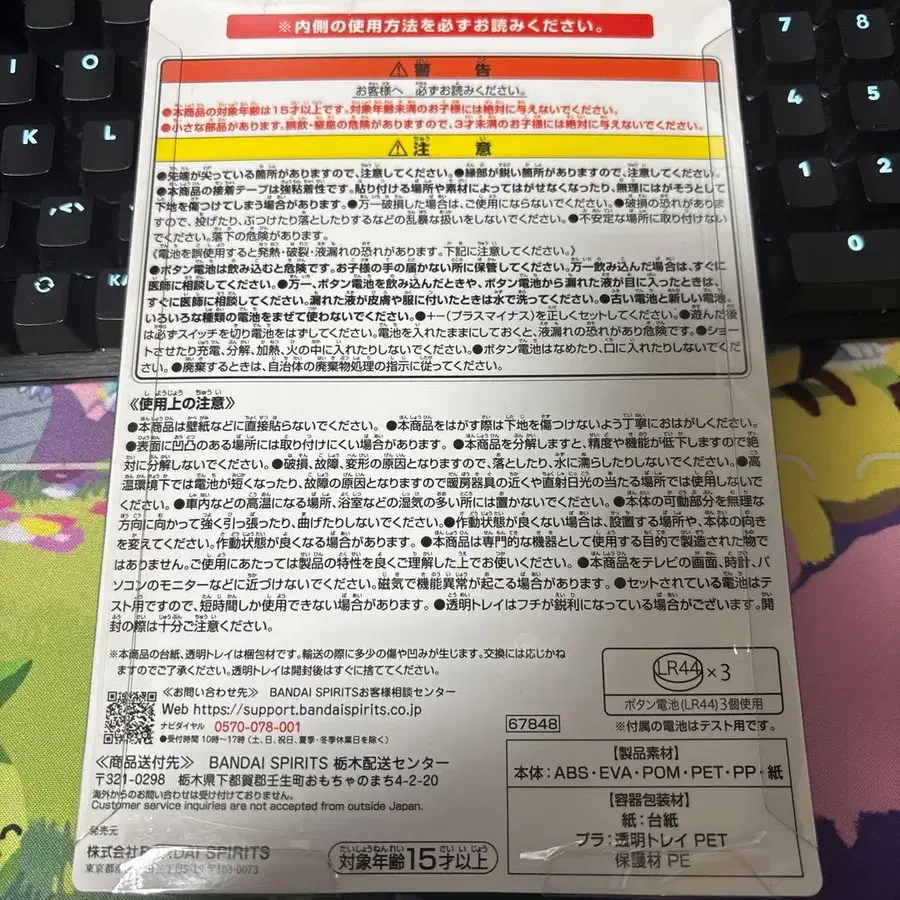 ※内側の使用方法を必ずお読みください。
⚠警告
お客様へ 必ずお読みください。
●本商品の対象年齢は15才以上です。対象年齢未満のお子様には絶対に与えないでください。
●小さな部品があります。誤飲・窒息の危険がありますので、3才未満のお子様には絶対に与えないでください。
⚠注意
●先端が尖っている箇所がありますので、注意してください。●縁部が鋭い箇所がありますので、注意してください。
●本商品の接着テープは強粘着性です。貼り付ける場所や素材によってはがせなくなったり、無理にはがそうとして
下地を傷つけてしまう場合があります。●万一破損した場合は、ご使用にならないでください。●破損の恐れがありま
すので、投げたり、ぶつけたり落としたりするなどの乱暴な扱いをしないでください。●不安定な場所に取り付けない
でください。落下の危険があります。
《電池を誤使用すると発熱・破裂・液漏れの恐れがあります。下記に注意してください。》
●ボタン電池は飲み込むと危険です。お子様の手の届かない所に保管してください。万一飲み込んだ場合は、すぐに
医師に相談してください。●万一、ボタン電池を飲み込んだときや、ボタン電池から漏れた液が目に入ったときは、
すぐに医師に相談してください。漏れた液が皮膚や服に付いたときは水で洗ってください。●古い電池と新しい電池、
いろいろな種類の電池をまぜて使わないでください。●+−(プラスマイナス)を正しくセットしてください。●遊んだ後
は必ずスイッチを切り電池をはずしてください。電池を入れたままにしておくと、液漏れの恐れがあり危険です。●ショー
トさせたり充電、分解、加熱、火の中に入れたりしないでください。●ボタン電池はなめたり、口に入れたりしないでくだ
さい。●廃棄するときは、自治体の廃棄物処理の指示に従ってください。
《使用上の注意》
●本商品は壁紙などに直接貼らないでください。●本商品をはがす際は下地を傷つけないよう丁寧におはがしください。
●表面に凹凸のある場所には取り付けにくい場合があります。●本商品を分解しますと、精度や機能が低下しますので絶
対に分解しないでください。●破損、故障、変形の原因となりますので、落としたり、水に濡らしたりしないでください。●高
温環境下では電池が短くなったり、故障の原因となりますので暖房器具の近くや直射日光の当たる場所では使用しないで
ください。●車内などの高温になる場所、浴室などの湿気の多い所には置かないでください。●本体の可動部分を無理な
方向に向かって強く引っ張ったり、曲げたりしないでください。●作動状態が良くない場合は、設置する場所や、本体の向き
を変えてください。作動状態が良くなる場合があります。●本商品は専門的な機器として使用する目的で製造された物で
はありません。ご使用にあたっては製品の特性を良くご理解した上でお使いください。●本商品をテレビの画面、時計、パ
ソコンのモニターなどに近づけないでください。磁気で機能異常が起こる場合があります。●セットされている電池はテ
スト用ですので、短時間しか使用できない場合があります。●透明トレイはフチが鋭利になっている場合がございます。開
封の際は十分ご注意ください。
※本商品の台紙、透明トレイは梱包材です。輸送の際に多少の傷や凹みが生じます。交換には応じかね
ますのでご了承ください。透明トレイは開封後はすぐに捨ててください。
LR44×3
ボタン電池(LR44)3個使用
※付属の電池はテスト用です。
≪お問い合わせ先≫ BANDAI SPIRITSお客様相談センター
Web https://support.bandaispirits.co.jp
ナビダイヤル 0570-078-001
●受付時間 10時〜17時 (土、日、祝日、夏季・冬季休業日を除く)
67848
≪商品送付先≫ BANDAI SPIRITS 栃木配送センター
〒321-0298 栃木県下都賀郡壬生町おもちゃのまち4-2-20
海外からのお問い合わせは受け付けておりません。
Customer service inquiries are not accepted from outside Japan.
発売元
株式会社BANDAI SPIRITS
対象年齢15才以上
【製品素材】
本体:ABS・EVA・POM・PET・PP・紙
【容器包装材】
紙:台紙
プラ:透明トレイ PET
保護材 PE
I
O
K
L
7
8
4
5
1
2
0